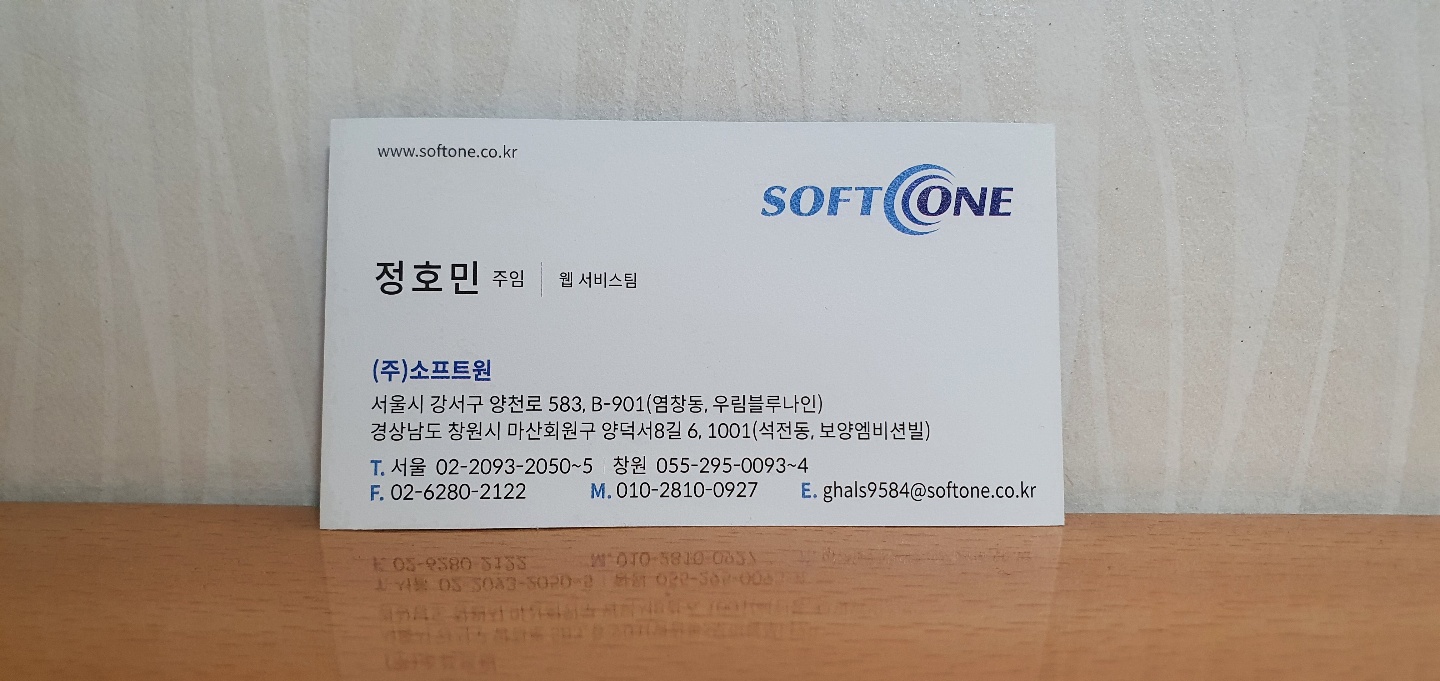 www.softone.co.kr
SOFT ONE
정호민 주임 웹 서비스팀
(주)소프트원
서울시 강서구 양천로 583, B-901(염창동, 우림블루나인)
경상남도 창원시 마산회원구 양덕서8길 6, 1001(석전동, 보양엠비션빌)
T. 서울 02-2093-2050~5 창원 055-295-0093~4
F. 02-6280-2122 M. 010-2810-0927 E. ghals9584@softone.co.kr